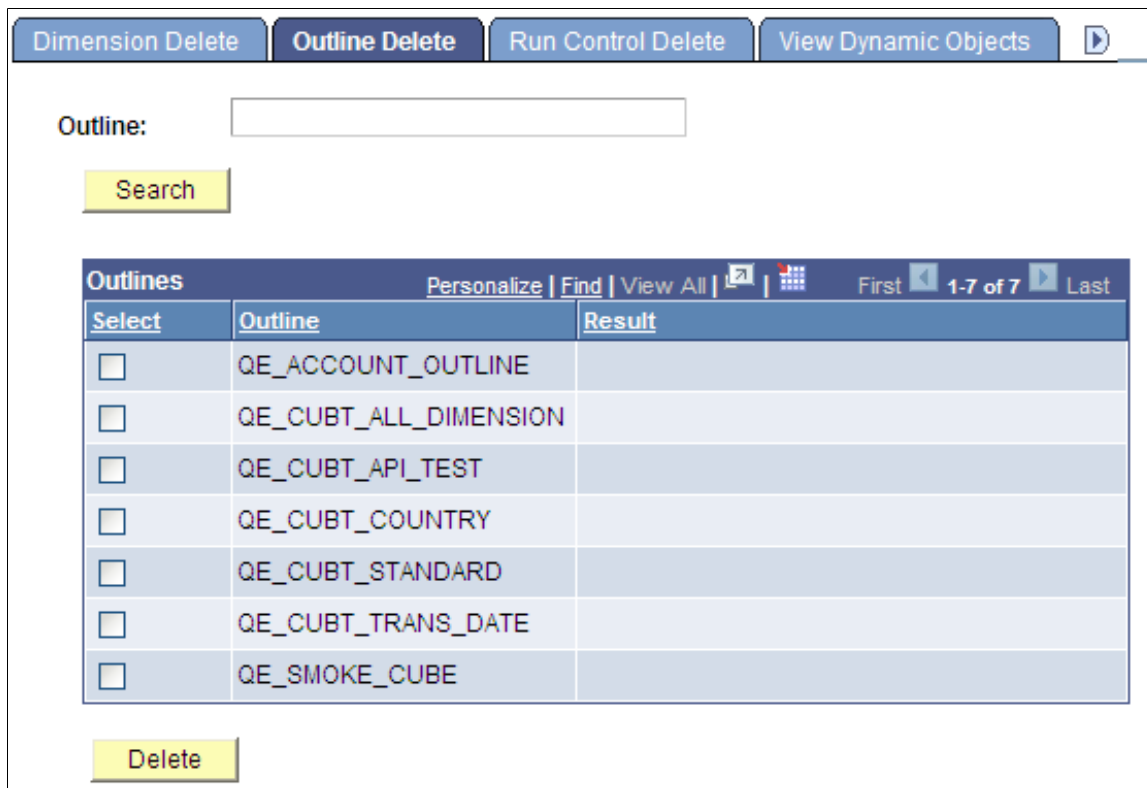 Dimension Delete Outline Delete Run Control Delete View Dynamic Objects
Outline:
Search
Outlines Personalize | Find | View All | | First 1-7 of 7 Last
Select Outline Result
QE_ACCOUNT_OUTLINE
QE_CUBT_ALL_DIMENSION
QE_CUBT_API_TEST
QE_CUBT_COUNTRY
QE_CUBT_STANDARD
QE_CUBT_TRANS_DATE
QE_SMOKE_CUBE
Delete